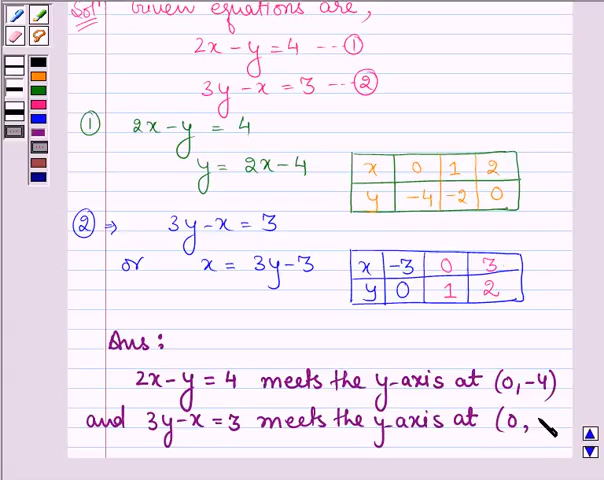 Sol" Given equations are,
2x - y = 4 --- ①
3y - x = 3 --- ②
① 2x - y = 4
y = 2x - 4
x 0 1 2
y -4 -2 0
② ⇒ 3y - x = 3
or x = 3y - 3
x -3 0 3
y 0 1 2
Ans :
2x - y = 4 meets the y-axis at (0, -4)
and 3y - x = 3 meets the y-axis at (0,